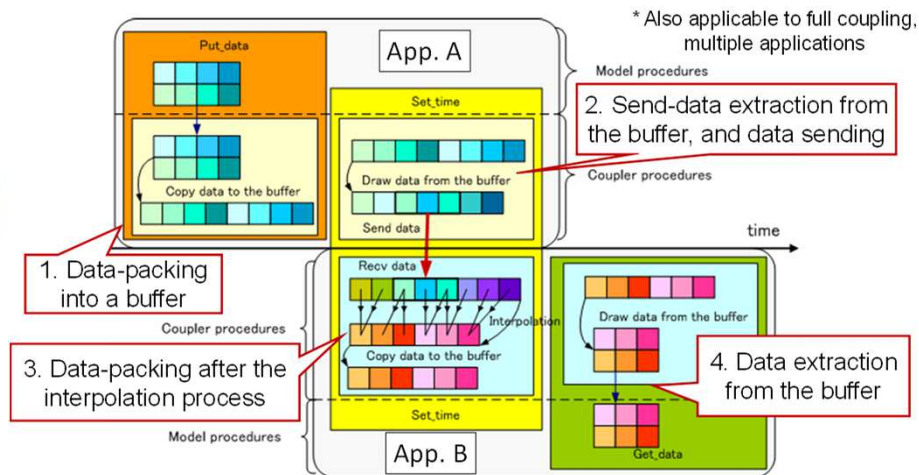 * Also applicable to full coupling,
multiple applications
Put_data
App. A
Model procedures
Set_time
2. Send-data extraction from
the buffer, and data sending
Copy data to the buffer
Draw data from the buffer
Coupler procedures
Send data
time
1. Data-packing
into a buffer
Recv data
Interpolation
Draw data from the buffer
Coupler procedures
Copy data to the buffer
3. Data-packing after the
interpolation process
4. Data extraction
from the buffer
Set_time
Model procedures
App. B
Get_data